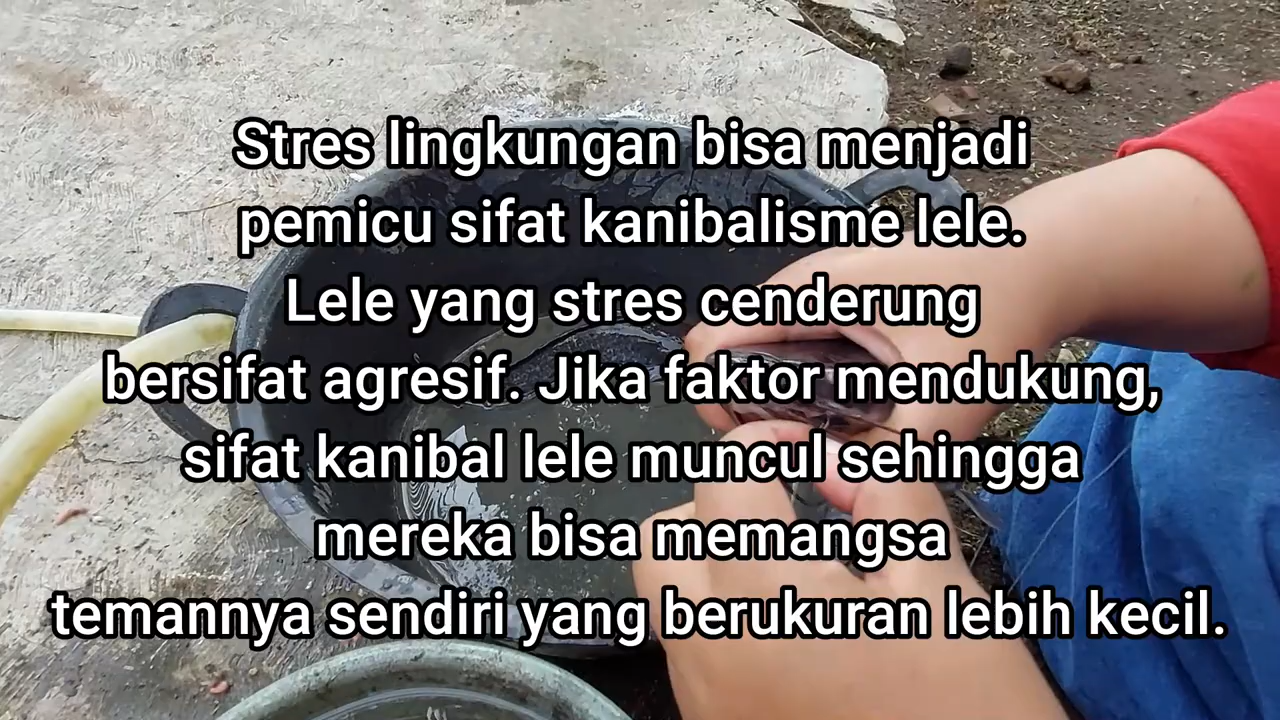 Stres lingkungan bisa menjadi
pemicu sifat kanibalisme lele.
Lele yang stres cenderung
bersifat agresif. Jika faktor mendukung,
sifat kanibal lele muncul sehingga
mereka bisa memangsa
temannya sendiri yang berukuran lebih kecil.